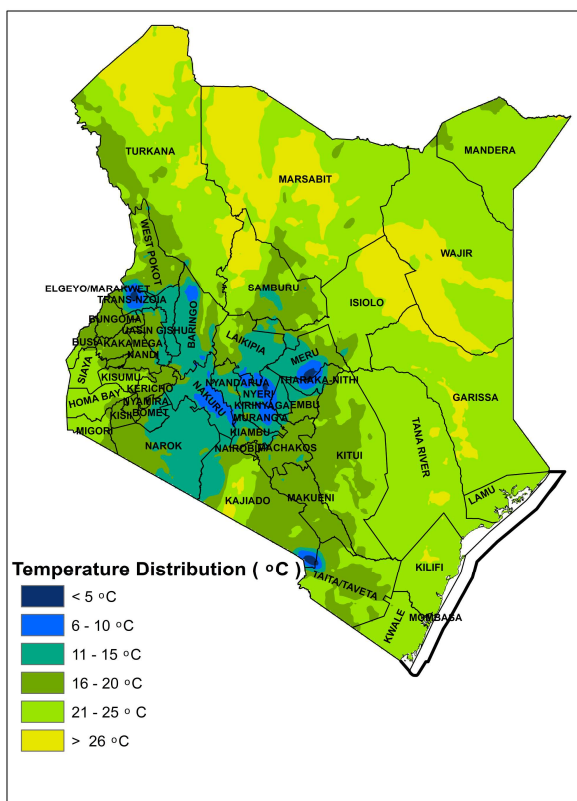 TURKANA
MANDERA
MARSABIT
WEST POKOT
WAJIR
ELGEYO/MARAKWET
TRANS-NZOIA
SAMBURU
ISIOLO
BARINGO
BUNGOMA
UASIN GISHU
BUSIA
KAKAMEGA
LAIKIPIA
MERU
NANDI
SIAYA
KISUMU
NYANDARUA
THARAKA-NITHI
KERICHO
NYERI
GARISSA
HOMA BAY
NYAMIRA
NAKURU
KIRINYAGA
EMBU
KISII
BOMET
MURANG'A
MIGORI
KIAMBU
NAROK
NAIROBI
MACHAKOS
KITUI
TANA RIVER
KAJIADO
MAKUENI
LAMU
KILIFI
TAITA/TAVETA
MOMBASA
KWALE
Temperature Distribution ( oC )
< 5 oC
6 - 10 oC
11 - 15 oC
16 - 20 oC
21 - 25 oC
> 26 oC